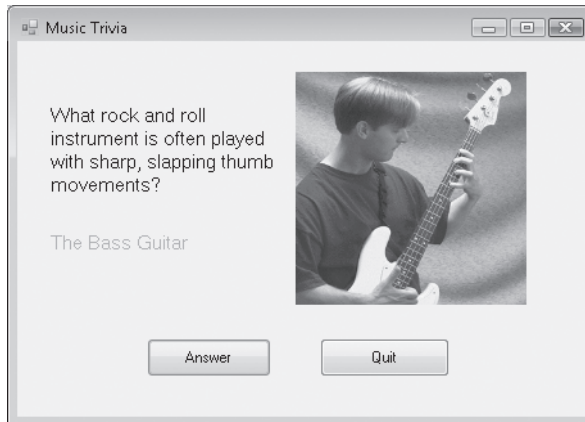 Music Trivia
What rock and roll
instrument is often played
with sharp, slapping thumb
movements?
The Bass Guitar
Answer
Quit